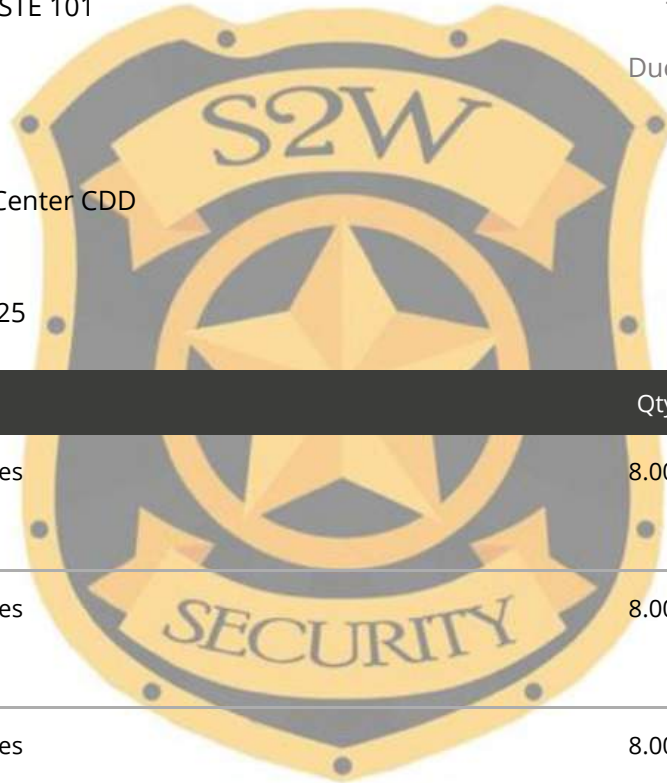 STE 101
Due
S2W
Center CDD
25
Qty
es 8.00
es 8.00
SECURITY
es 8.00